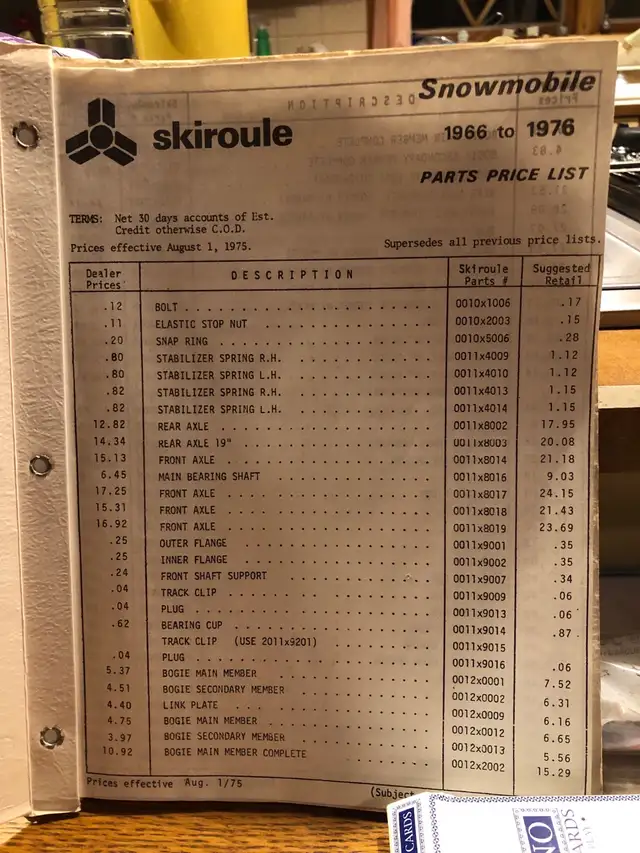 Snowmobile
skiroule
1966 to 1976
PARTS PRICE LIST
TERMS: Net 30 days accounts of Est.
Credit otherwise C.O.D.
Prices effective August 1, 1975. Supersedes all previous price lists.
Dealer Prices DESCRIPTION Skiroule Parts # Suggested Retail
.12 BOLT 0010x1006 .17
.11 ELASTIC STOP NUT 0010x2003 .15
.20 SNAP RING 0010x5006 .28
.80 STABILIZER SPRING R.H. 0011x4009 1.12
.80 STABILIZER SPRING L.H. 0011x4010 1.12
.82 STABILIZER SPRING R.H. 0011x4013 1.15
.82 STABILIZER SPRING L.H. 0011x4014 1.15
12.82 REAR AXLE 0011x8002 17.95
14.34 REAR AXLE 19" 0011x8003 20.08
15.13 FRONT AXLE 0011x8014 21.18
6.45 MAIN BEARING SHAFT 0011x8016 9.03
17.25 FRONT AXLE 0011x8017 24.15
15.31 FRONT AXLE 0011x8018 21.43
16.92 FRONT AXLE 0011x8019 23.69
.25 OUTER FLANGE 0011x9001 .35
.25 INNER FLANGE 0011x9002 .35
.24 FRONT SHAFT SUPPORT 0011x9007 .34
.04 TRACK CLIP 0011x9009 .06
.04 PLUG 0011x9013 .06
.62 BEARING CUP 0011x9014 .87
TRACK CLIP (USE 2011x9201) 0011x9015
.04 PLUG 0011x9016 .06
5.37 BOGIE MAIN MEMBER 0012x0001 7.52
4.51 BOGIE SECONDARY MEMBER 0012x0002 6.31
4.40 LINK PLATE 0012x0009 6.16
4.75 BOGIE MAIN MEMBER 0012x0012 6.65
3.97 BOGIE SECONDARY MEMBER 0012x0013 5.56
10.92 BOGIE MAIN MEMBER COMPLETE 0012x2002 15.29
Prices effective Aug. 1/75 (Subject
CARDS